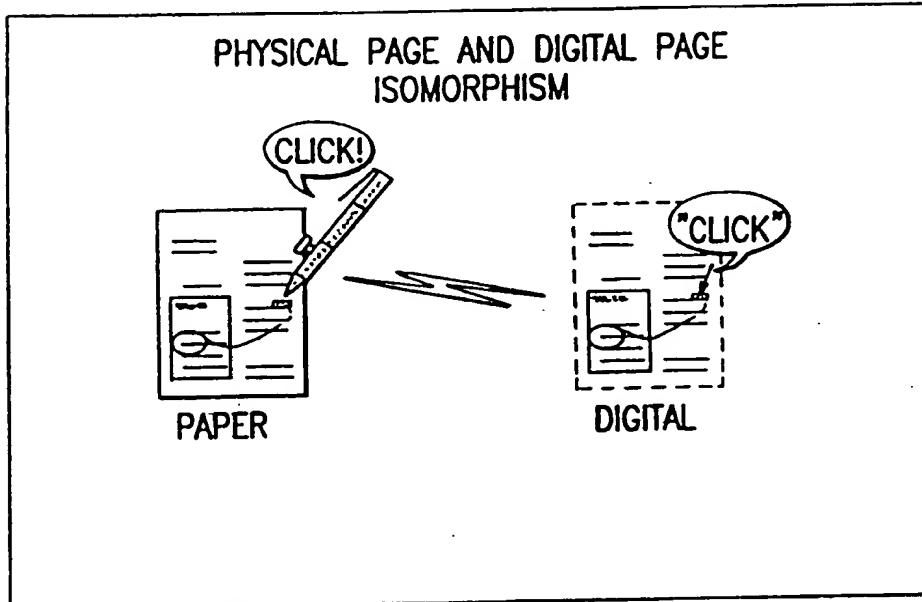 PHYSICAL PAGE AND DIGITAL PAGE
ISOMORPHISM
CLICK!
"CLICK"
PAPER
DIGITAL